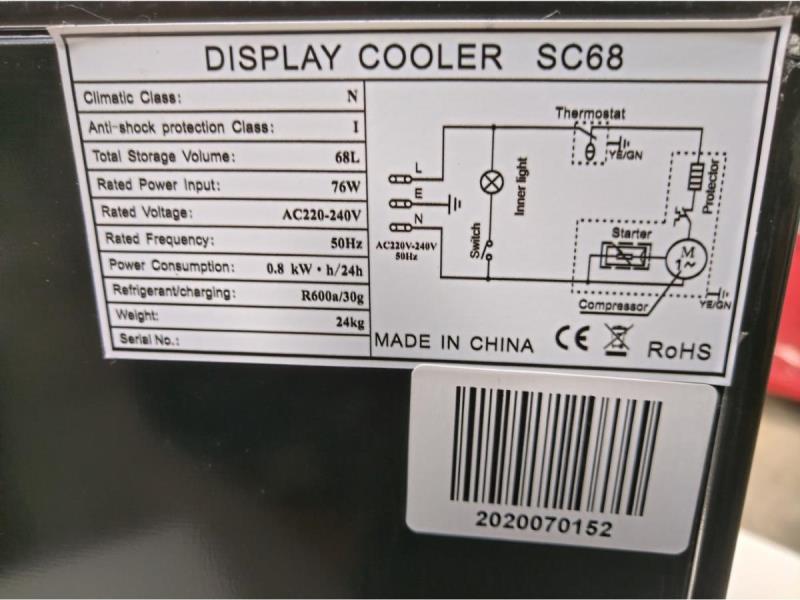 DISPLAY COOLER SC68
Climatic Class: N
Anti-shock protection Class: I
Total Storage Volume: 68L
Rated Power Input: 76W
Rated Voltage: AC220-240V
Rated Frequency: 50Hz
Power Consumption: 0.8 kW·h/24h
Refrigerant/charging: R600a/30g
Weight: 24kg
Serial No.:
Thermostat
YE/GN
L
E
N
AC220V-240V
50Hz
Inner light
Switch
Protector
Starter
M
1~
Compressor
YE/GN
MADE IN CHINA CE RoHS
2020070152